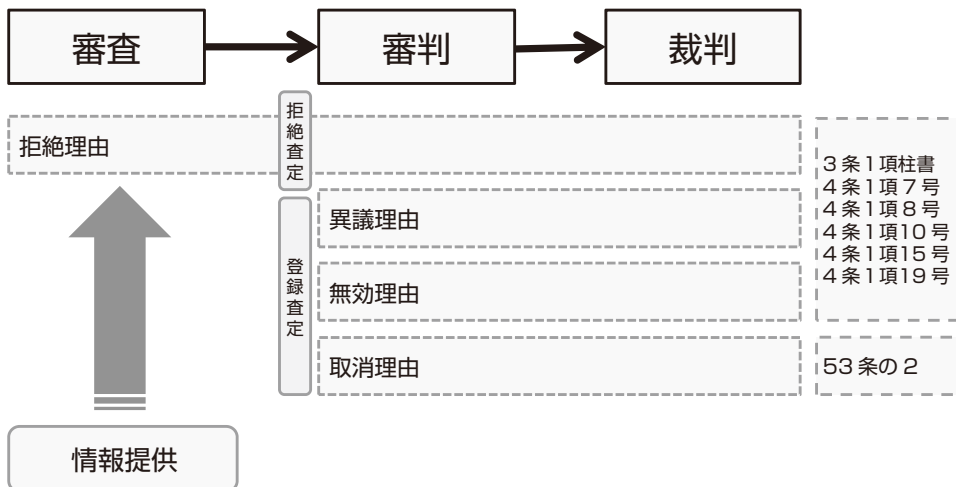 審査
審判
裁判
拒絶理由
拒絶査定
3条1項柱書
4条1項7号
4条1項8号
4条1項10号
4条1項15号
4条1項19号
登録査定
異議理由
無効理由
取消理由
53条の2
情報提供